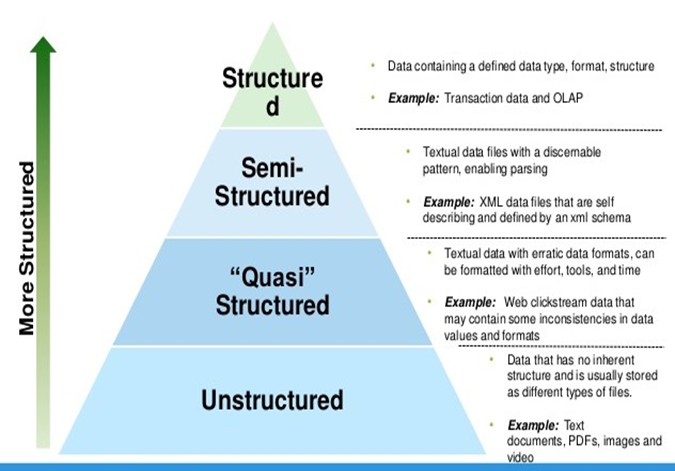 More Structured
Structure
d
• Data containing a defined data type, format, structure
• Example: Transaction data and OLAP
Semi-
Structured
• Textual data files with a discernable
pattern, enabling parsing
• Example: XML data files that are self
describing and defined by an xml schema
“Quasi”
Structured
• Textual data with erratic data formats, can
be formatted with effort, tools, and time
• Example: Web clickstream data that
may contain some inconsistencies in data
values and formats
Unstructured
• Data that has no inherent
structure and is usually stored
as different types of files.
• Example: Text
documents, PDFs, images and
video